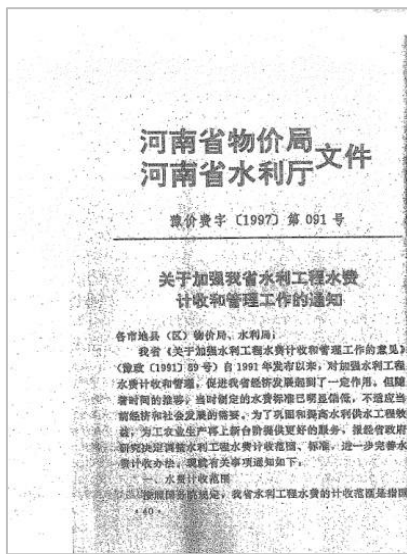 河南省物价局
河南省水利厅
文件
豫价费字〔1997〕第091号
关于加强我省水利工程水费
计收和管理工作的通知
各市地县（区）物价局、水利局：
我省《关于加强水利工程水费计收和管理工作的意见》
（豫政〔1991〕89号）自1991年发布以来，对加强水利工程
水费计收和管理，促进我省经济发展起到了一定作用。但随
着时间的推移，当时制定的水费标准已明显偏低，不适应当
前经济和社会发展的需要。为了巩固和提高水利供水工程效
益，为工农业生产再上新台阶提供更好的服务，报经省政府
研究决定调整水利工程水费计收范围、标准，进一步完善水
费计收办法。现就有关事项通知如下：
一、水费计收范围
按照国务院规定，我省水利工程水费的计收范围是指国
·40·